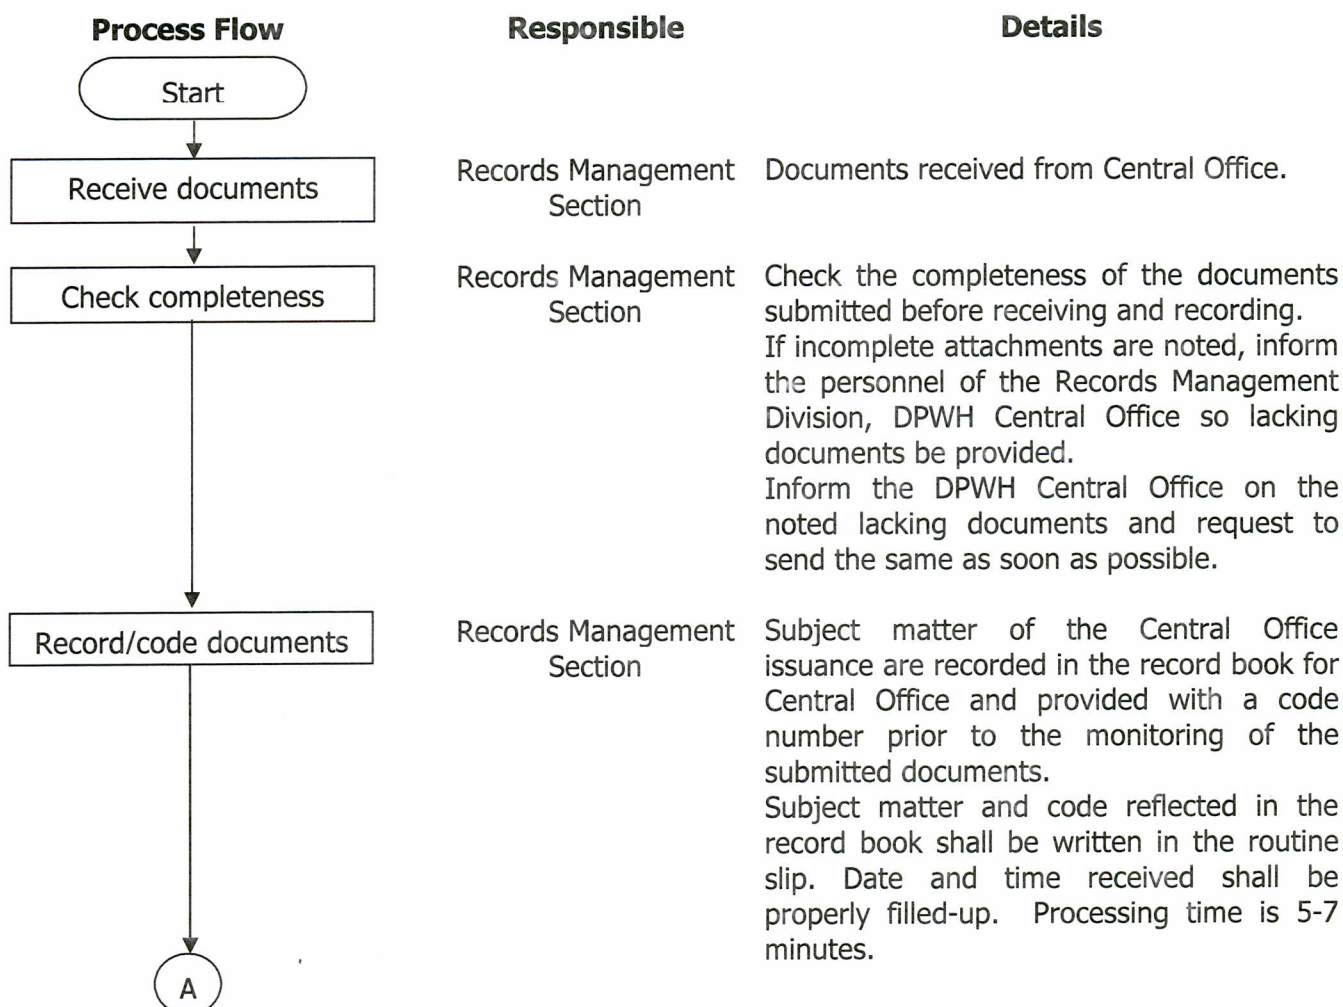 Process Flow Responsible Details
Start
Receive documents
Records Management
Section
Documents received from Central Office.
Check completeness
Records Management
Section
Check the completeness of the documents
submitted before receiving and recording.
If incomplete attachments are noted, inform
the personnel of the Records Management
Division, DPWH Central Office so lacking
documents be provided.
Inform the DPWH Central Office on the
noted lacking documents and request to
send the same as soon as possible.
Record/code documents
Records Management
Section
Subject matter of the Central Office
issuance are recorded in the record book for
Central Office and provided with a code
number prior to the monitoring of the
submitted documents.
Subject matter and code reflected in the
record book shall be written in the routine
slip. Date and time received shall be
properly filled-up. Processing time is 5-7
minutes.
A